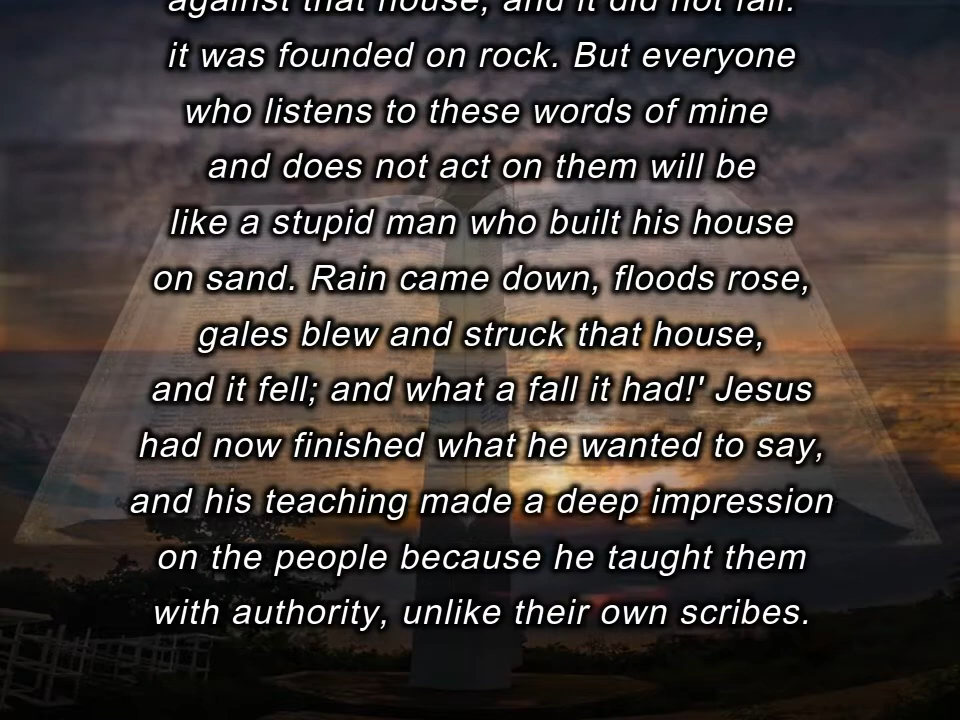 against that house, and it did not fall:
it was founded on rock. But everyone
who listens to these words of mine
and does not act on them will be
like a stupid man who built his house
on sand. Rain came down, floods rose,
gales blew and struck that house,
and it fell; and what a fall it had!' Jesus
had now finished what he wanted to say,
and his teaching made a deep impression
on the people because he taught them
with authority, unlike their own scribes.